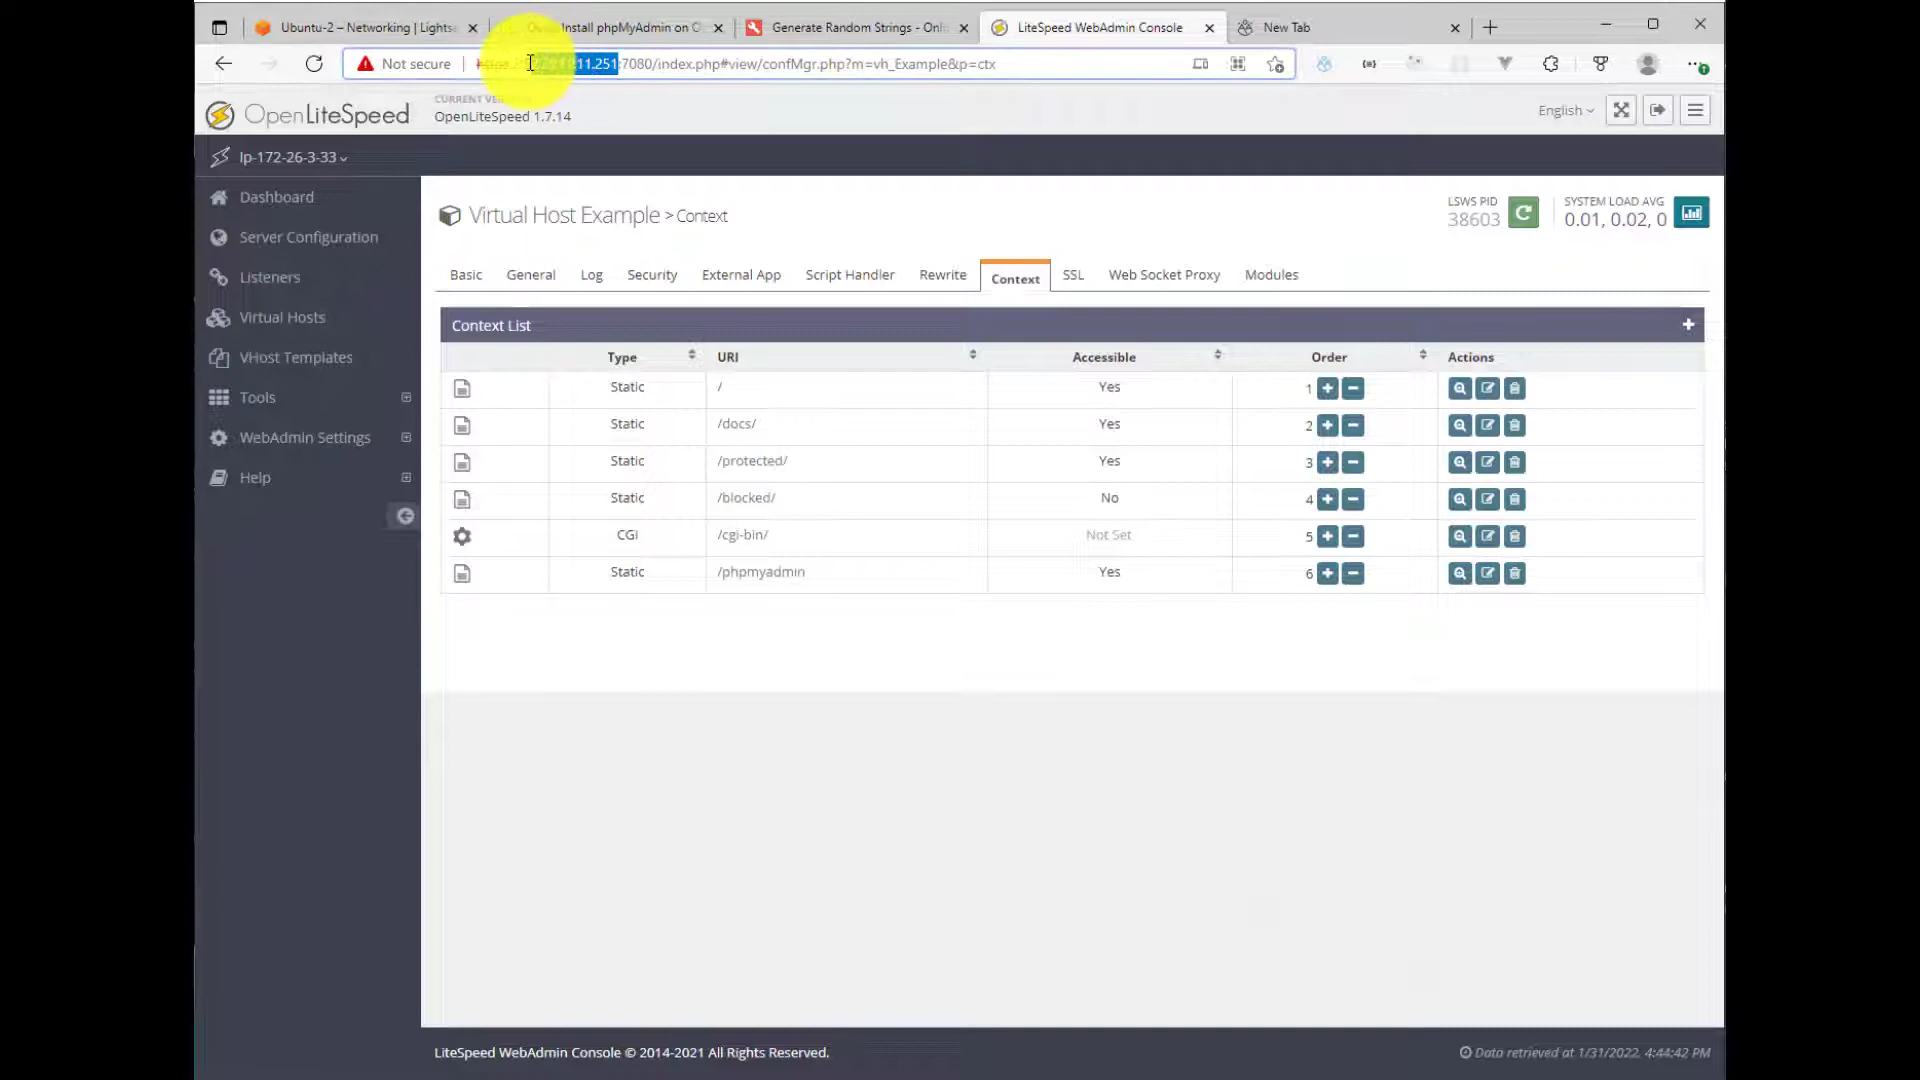 Ubuntu-2 – Networking | Lights
Install phpMyAdmin on O
Generate Random Strings - Onli
LiteSpeed WebAdmin Console
New Tab
Not secure
11.251:7080/index.php#view/confMgr.php?m=vh_Example&p=ctx
OpenLiteSpeed
CURRENT
OpenLiteSpeed 1.7.14
English
Ip-172-26-3-33
Dashboard
Server Configuration
Listeners
Virtual Hosts
VHost Templates
Tools
WebAdmin Settings
Help
Virtual Host Example > Context
LSWS PID
38603
SYSTEM LOAD AVG
0.01, 0.02, 0
Basic General Log Security External App Script Handler Rewrite Context SSL Web Socket Proxy Modules
Context List
Type URI Accessible Order Actions
Static / Yes 1
Static /docs/ Yes 2
Static /protected/ Yes 3
Static /blocked/ No 4
CGI /cgi-bin/ Not Set 5
Static /phpmyadmin Yes 6
LiteSpeed WebAdmin Console © 2014-2021 All Rights Reserved.
Data retrieved at 1/31/2022, 4:44:42 PM